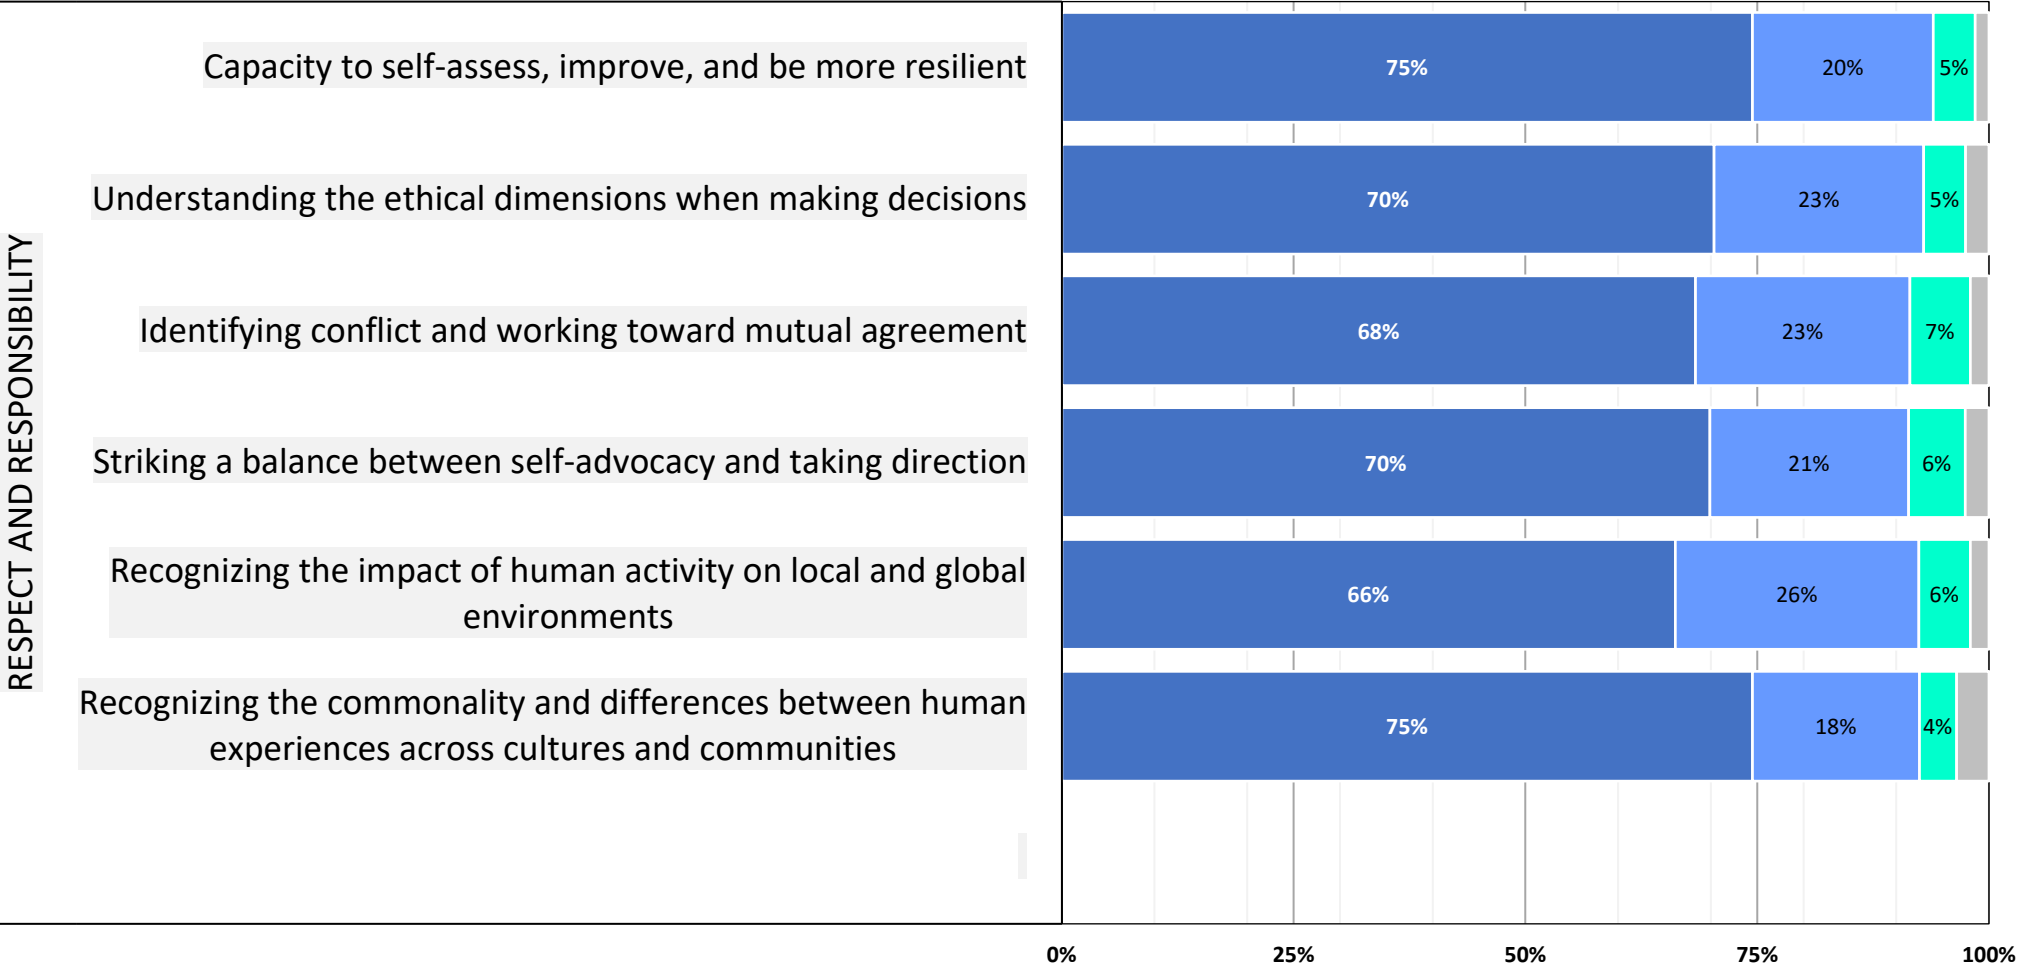 RESPECT AND RESPONSIBILITY
Capacity to self-assess, improve, and be more resilient
75% 20% 5%
Understanding the ethical dimensions when making decisions
70% 23% 5%
Identifying conflict and working toward mutual agreement
68% 23% 7%
Striking a balance between self-advocacy and taking direction
70% 21% 6%
Recognizing the impact of human activity on local and global
environments
66% 26% 6%
Recognizing the commonality and differences between human
experiences across cultures and communities
75% 18% 4%
0% 25% 50% 75% 100%